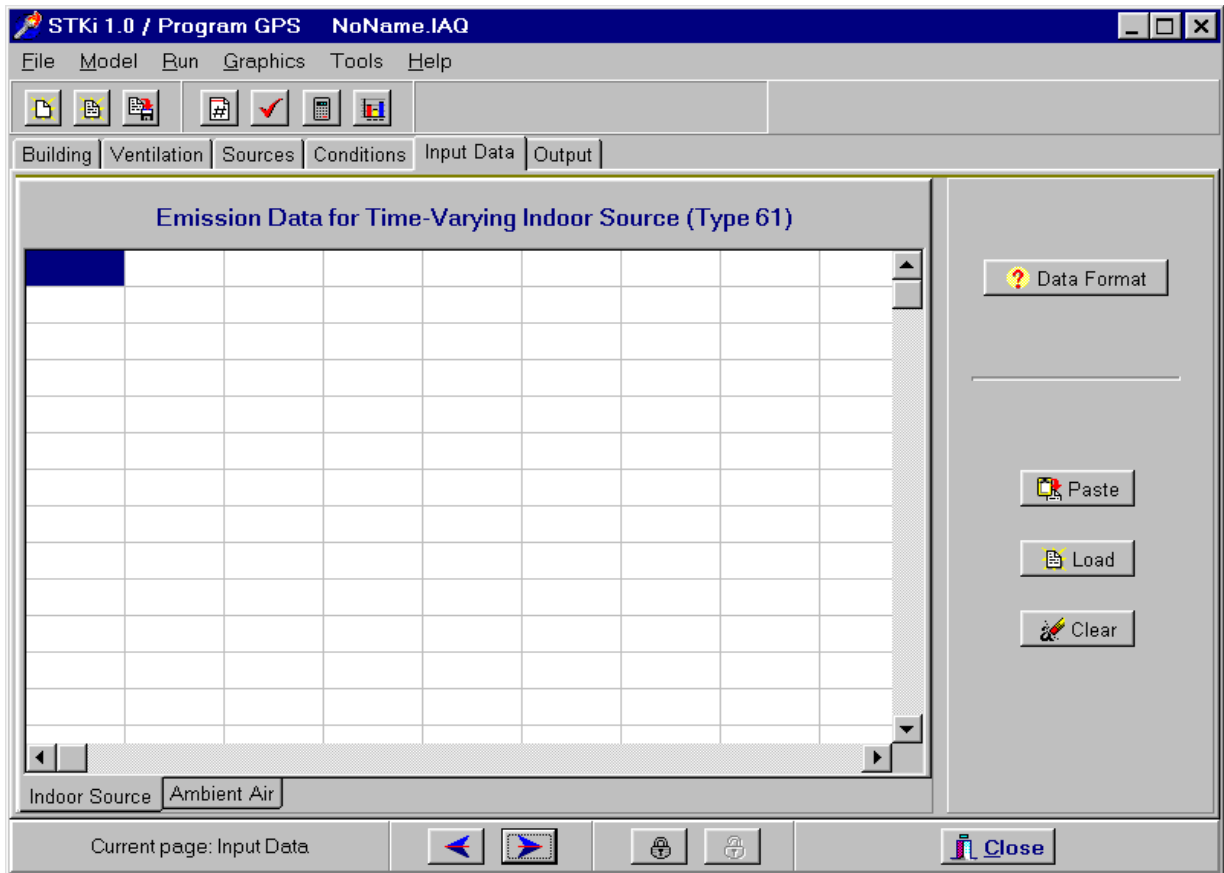 STKi 1.0 / Program GPS NoName.IAQ
File Model Run Graphics Tools Help
Building Ventilation Sources Conditions Input Data Output
Emission Data for Time-Varying Indoor Source (Type 61)
? Data Format
Paste
Load
Clear
Indoor Source Ambient Air
Current page: Input Data Close